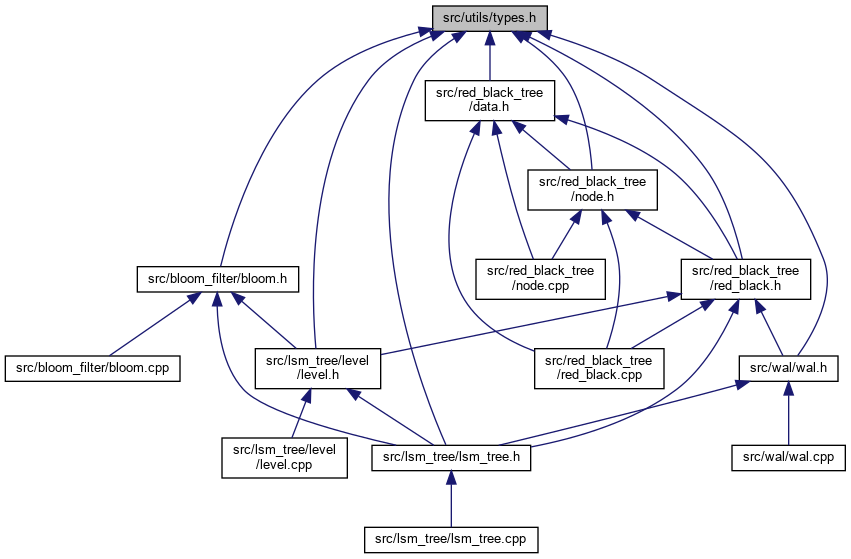 src/utils/types.h
src/red_black_tree
/data.h
src/red_black_tree
/node.h
src/bloom_filter/bloom.h
src/red_black_tree
/node.cpp
src/red_black_tree
/red_black.h
src/bloom_filter/bloom.cpp
src/lsm_tree/level
/level.h
src/red_black_tree
/red_black.cpp
src/wal/wal.h
src/lsm_tree/level
/level.cpp
src/lsm_tree/lsm_tree.h
src/wal/wal.cpp
src/lsm_tree/lsm_tree.cpp